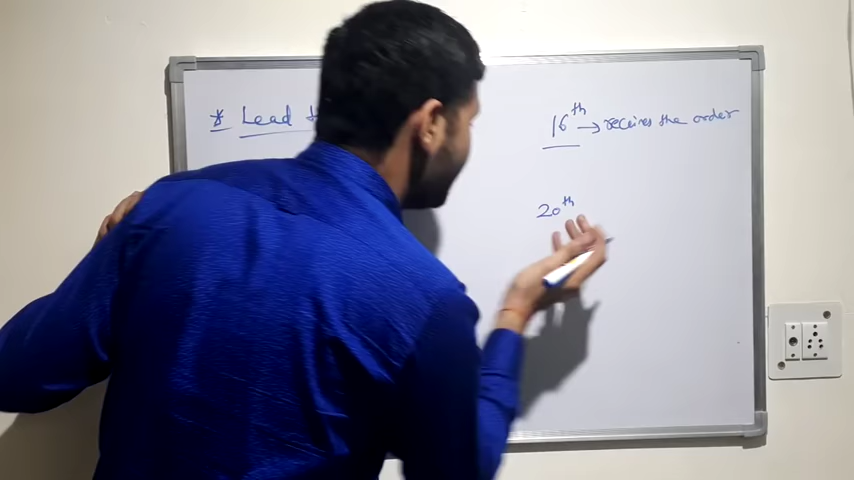 * Lead
16th → receives the order
20th